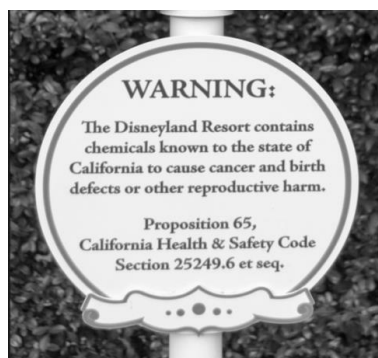 WARNING:
The Disneyland Resort contains
chemicals known to the state of
California to cause cancer and birth
defects or other reproductive harm.
Proposition 65,
California Health & Safety Code
Section 25249.6 et seq.